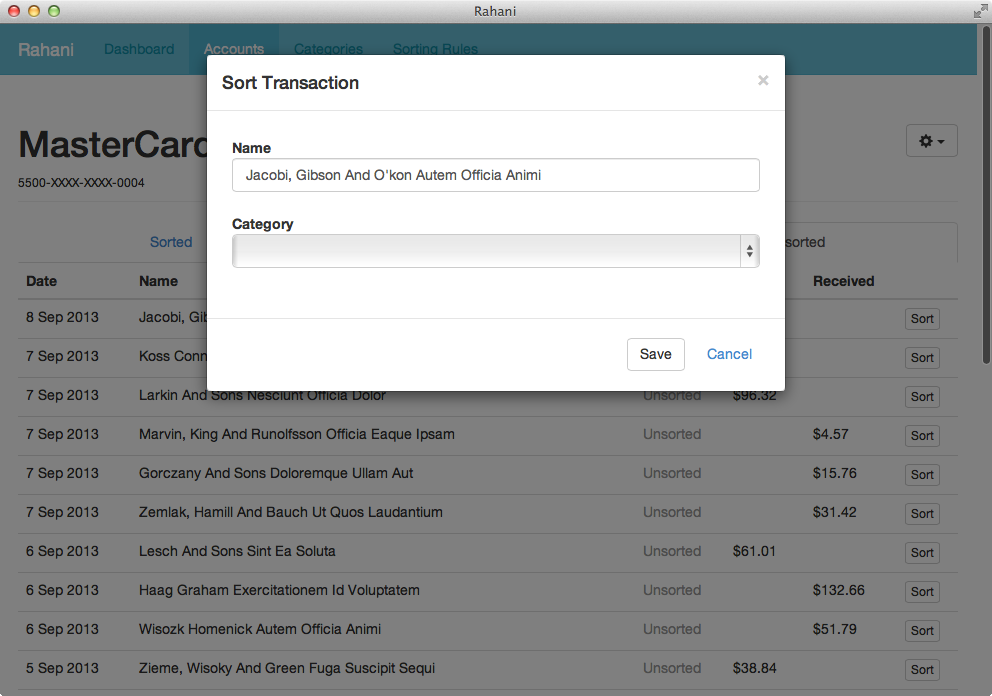 Rahani
Rahani Dashboard Accounts Categories Sorting Rules
Sort Transaction ×
MasterCard
5500-XXXX-XXXX-0004
Name
Jacobi, Gibson And O'kon Autem Officia Animi
Category
Sorted
Date Name Received
8 Sep 2013 Jacobi, Sort
7 Sep 2013 Koss Sort
Save Cancel
7 Sep 2013 Larkin And Sons Nesciunt Officia Dolor Unsorted $96.32 Sort
7 Sep 2013 Marvin, King And Runolfsson Officia Eaque Ipsam Unsorted $4.57 Sort
7 Sep 2013 Gorczany And Sons Doloremque Ullam Aut Unsorted $15.76 Sort
7 Sep 2013 Zemlak, Hamill And Bauch Ut Quos Laudantium Unsorted $31.42 Sort
6 Sep 2013 Lesch And Sons Sint Ea Soluta Unsorted $61.01 Sort
6 Sep 2013 Haag Graham Exercitationem Id Voluptatem Unsorted $132.66 Sort
6 Sep 2013 Wisozk Homenick Autem Officia Animi Unsorted $51.79 Sort
5 Sep 2013 Zieme, Wisoky And Green Fuga Suscipit Sequi Unsorted $38.84 Sort